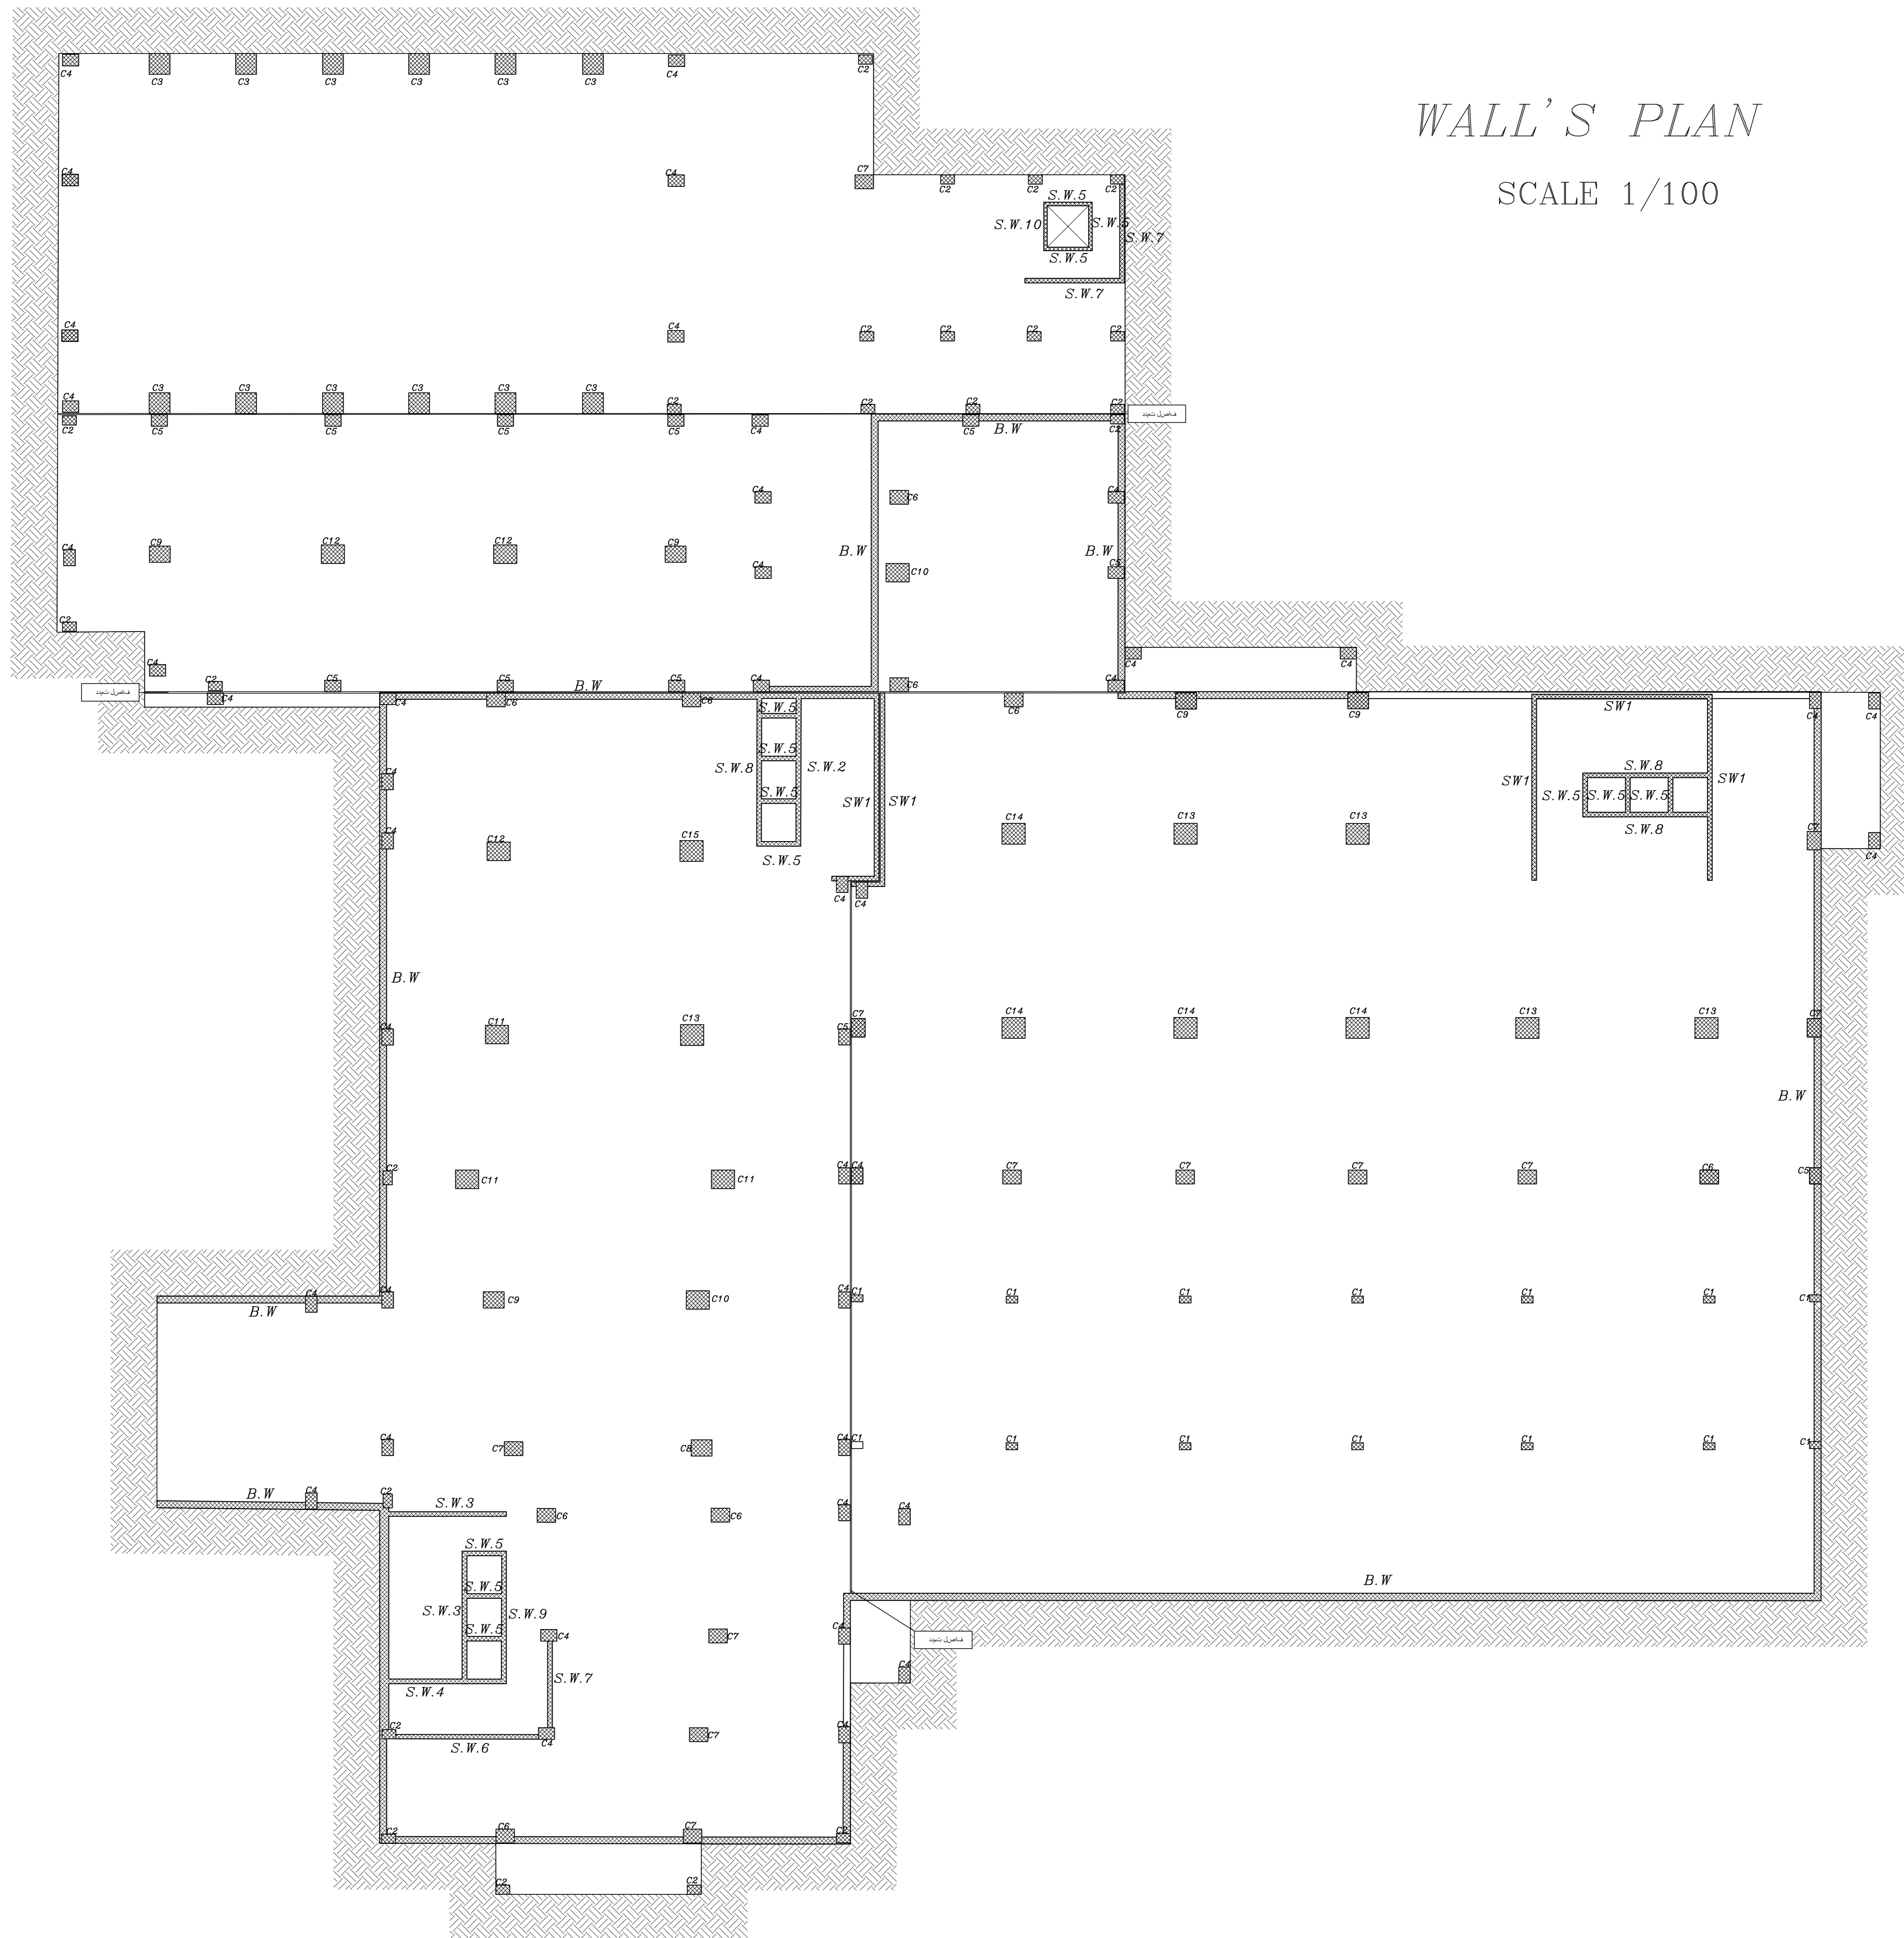 WALL'S PLAN
SCALE 1/100
C4 C3 C3 C3 C3 C3 C3 C4 C2
C4 C4 C7 C2 C2 C2
S.W.5
S.W.10 S.W.5
S.W.7
S.W.5
S.W.7
C4 C4 C2 C2 C2 C2
C4 C3 C3 C3 C3 C3 C3 C2 C2 C2 C2
C2 C5 C5 C5 C5 C4 C5 B.W C2
C4 C6 C4
C4 C9 C12 C12 C9 B.W B.W
C4 C10 C5
C2
C4 C4
C4 C2 C5 C5 B.W C5 C4 C6 C4
C4 C4 C6 C6 S.W.5 C6 C9 C9 SW1 C4 C4
S.W.5
C4 S.W.8 S.W.2 S.W.8
SW1 SW1
S.W.5 SW1 SW1 S.W.5 S.W.5 S.W.5
C4 C12 C15 C14 C13 C13 S.W.8 C7
S.W.5 C4
C4 C4
B.W
C4 C11 C13 C5 C7 C14 C14 C14 C13 C13 C7
B.W
C2 C11 C11 C4 C4 C7 C7 C7 C7 C6 C5
C4 C4 C9 C10 C4 C1 C1 C1 C1 C1 C1 C1
B.W
C4 C7 C8 C4 C1 C1 C1 C1 C1 C1 C1
B.W C4 C2 S.W.3 C6 C6 C4 C4
S.W.5
S.W.5 B.W
S.W.3 S.W.9
S.W.5 C4 C7 C4
S.W.7 C4
S.W.4
C2 C4 C7 C4
S.W.6
C2 C6 C7 C2
C2 C2